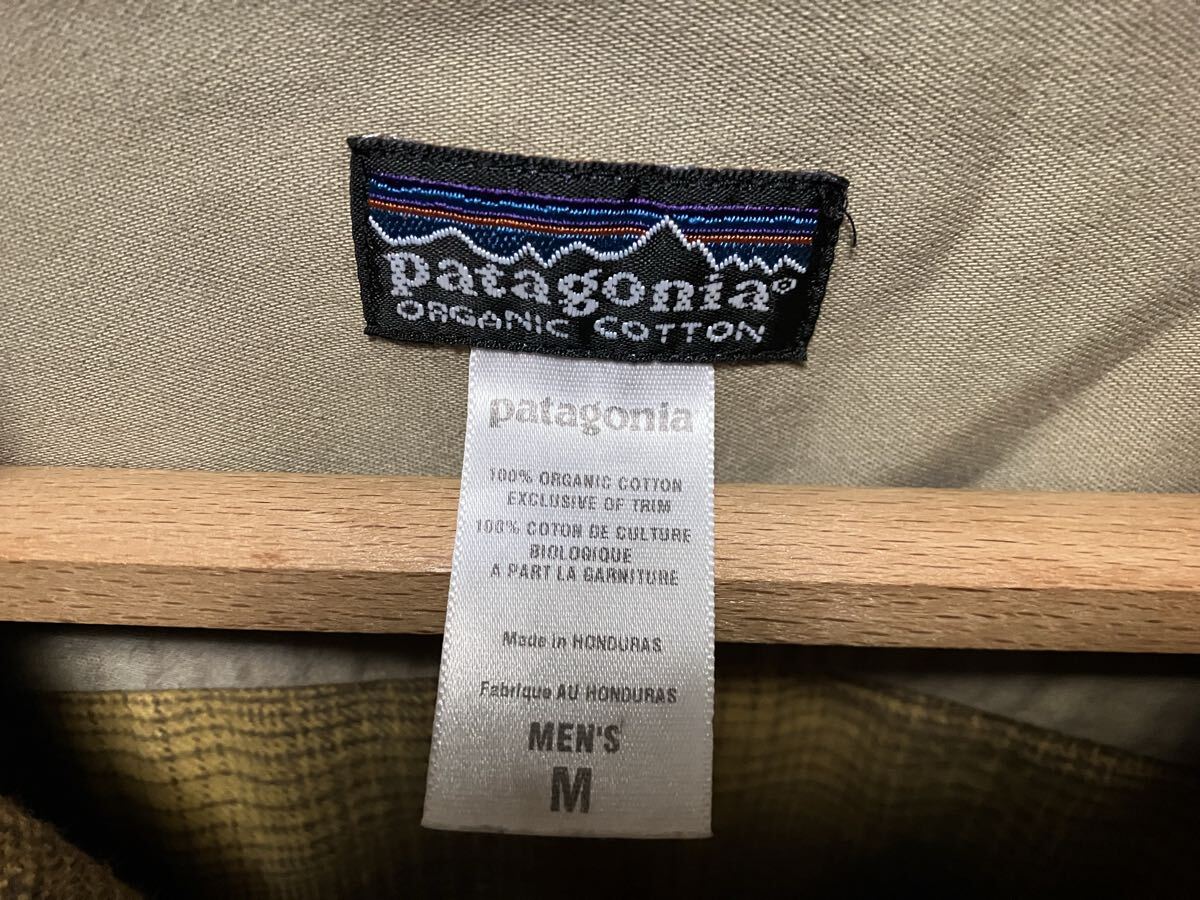 patagonia®
ORGANIC COTTON
patagonia
100% ORGANIC COTTON
EXCLUSIVE OF TRIM
100% COTON DE CULTURE
BIOLOGIQUE
A PART LA GARNITURE
Made in HONDURAS
Fabrique AU HONDURAS
MEN'S
M